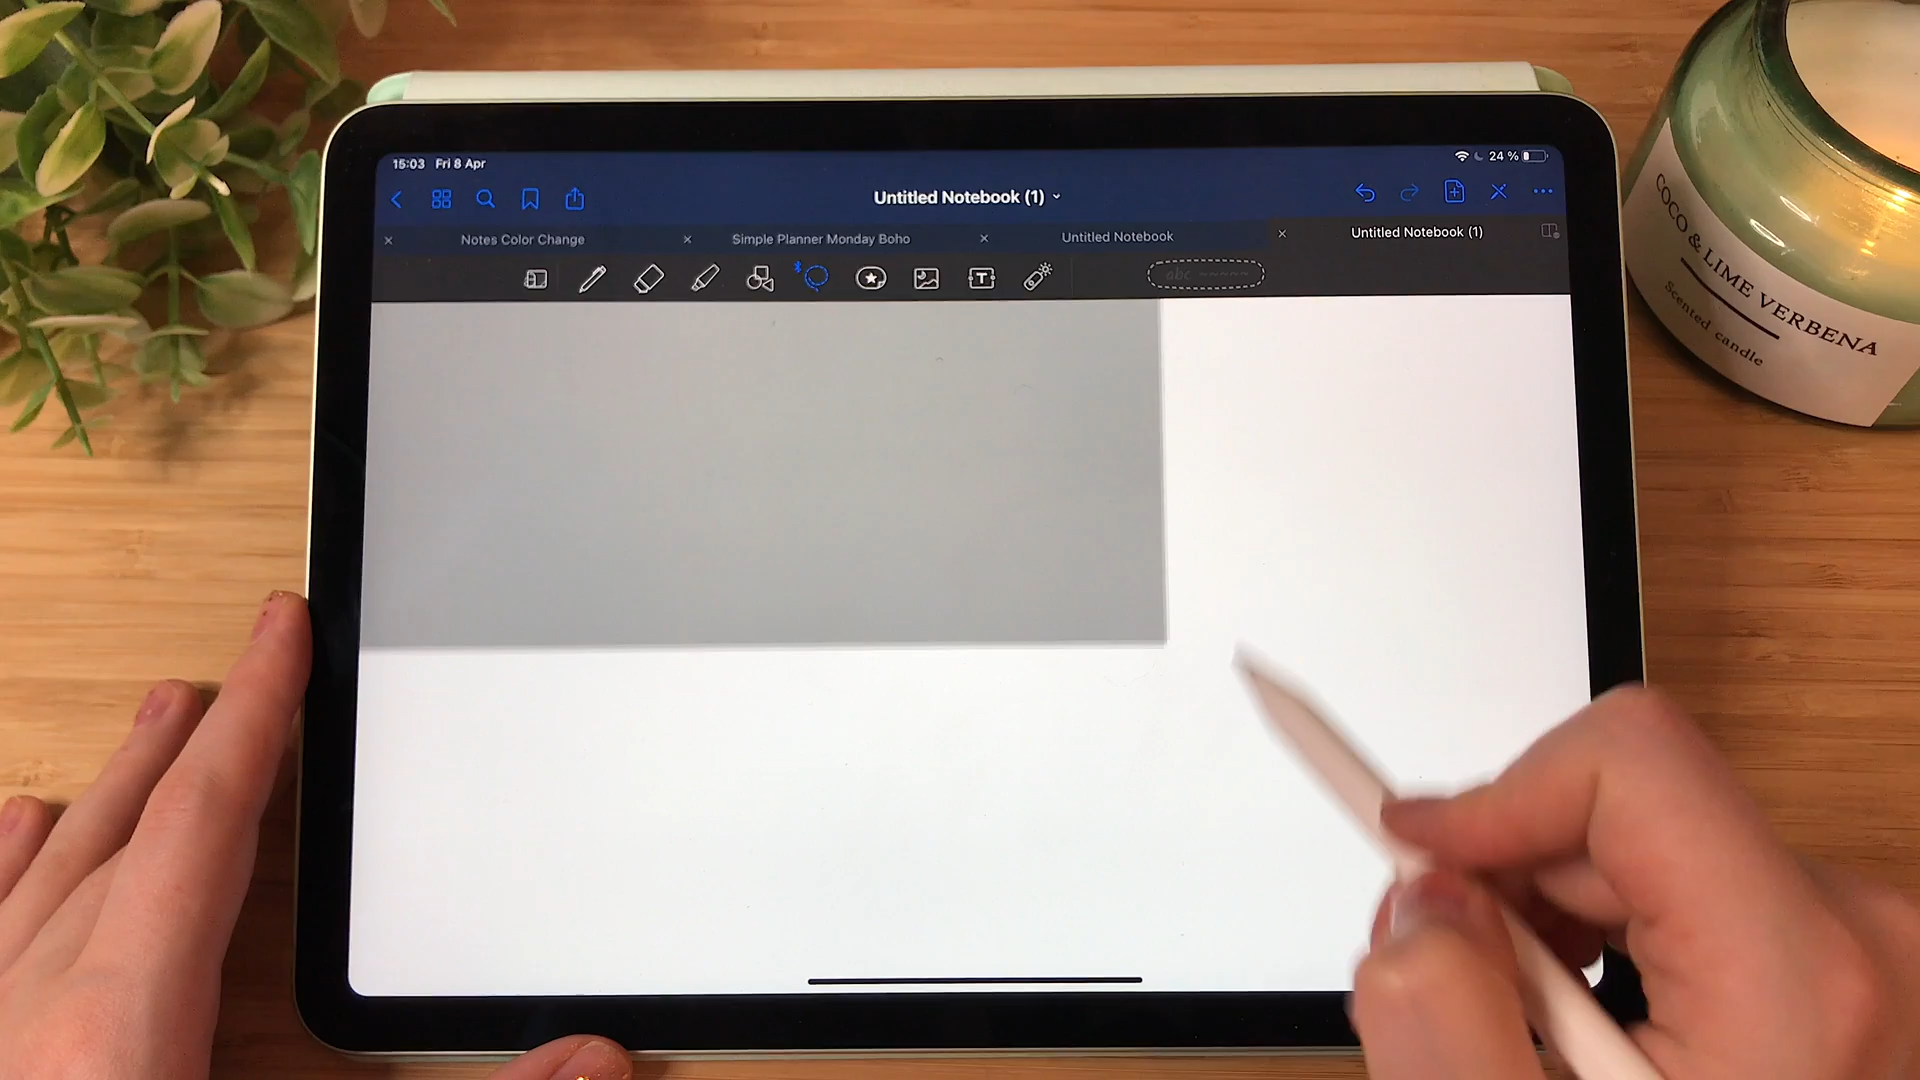 15:03 Fri 8 Apr
24 %
Untitled Notebook (1)
Notes Color Change
Simple Planner Monday Boho
Untitled Notebook
Untitled Notebook (1)
abc
T
COCO & LIME VERBENA
Scented candle